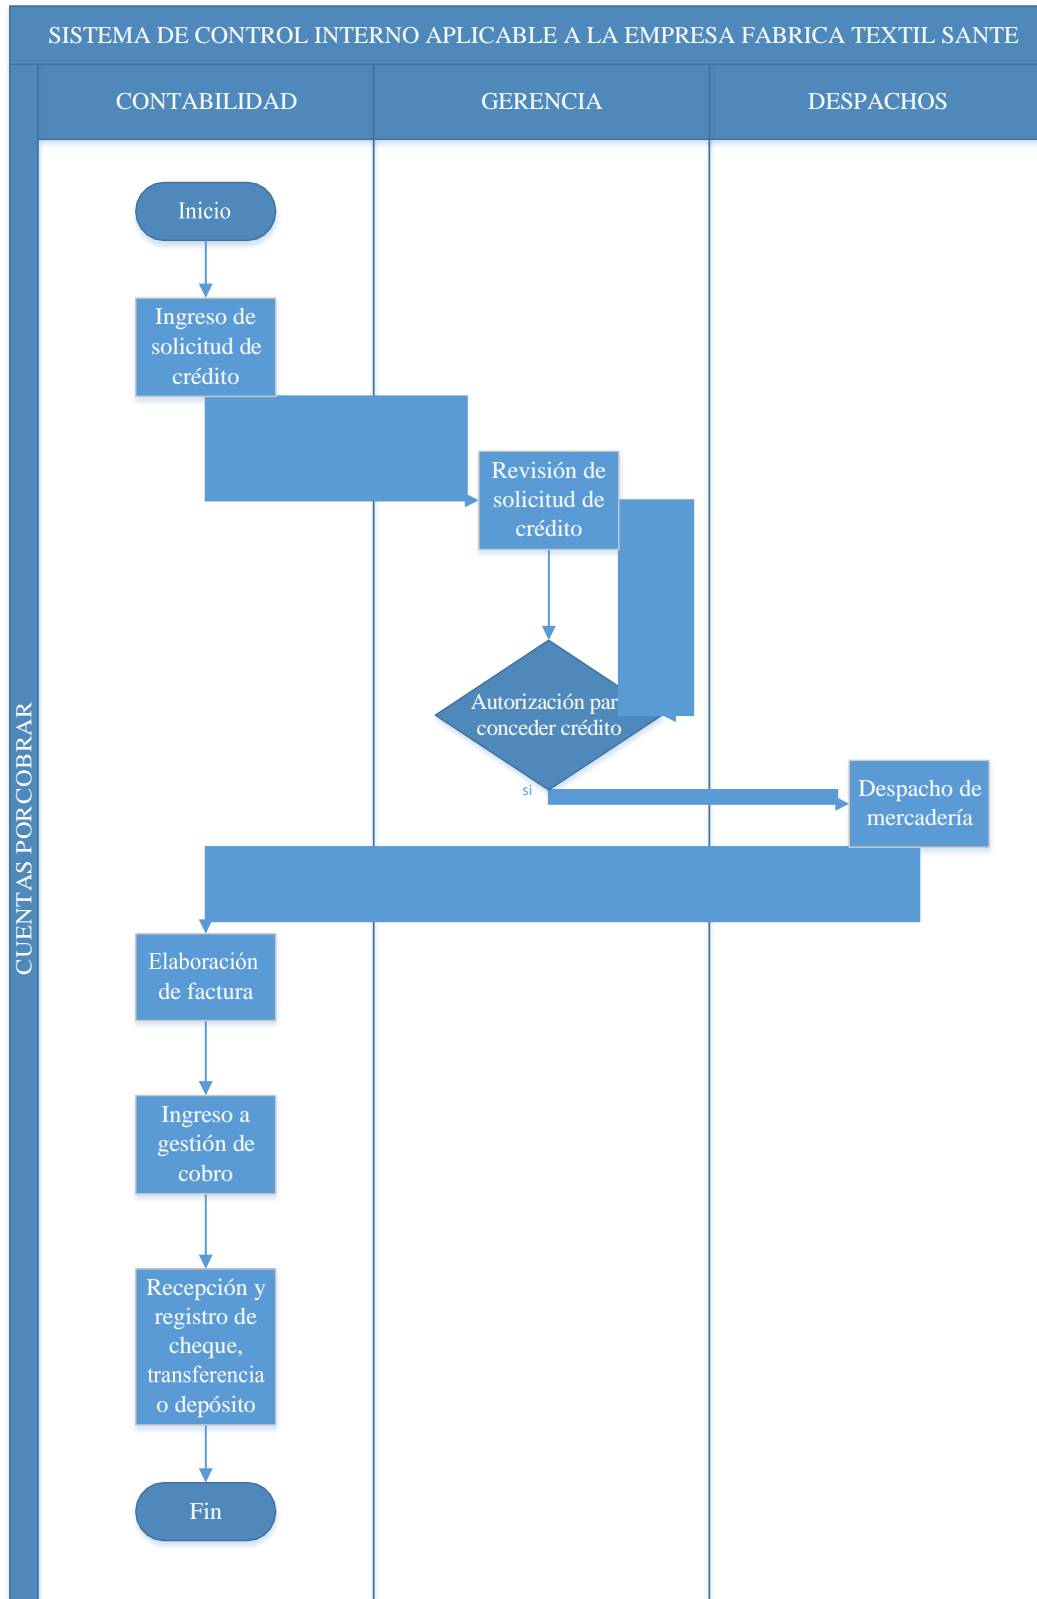 SISTEMA DE CONTROL INTERNO APLICABLE A LA EMPRESA FABRICA TEXTIL SANTE
CONTABILIDAD
GERENCIA
DESPACHOS
CUENTAS PORCOBRAR
Inicio
Ingreso de
solicitud de
crédito
Revisión de
solicitud de
crédito
Autorización par
conceder crédito
si
Despacho de
mercadería
Elaboración
de factura
Ingreso a
gestión de
cobro
Recepción y
registro de
cheque,
transferencia
o depósito
Fin